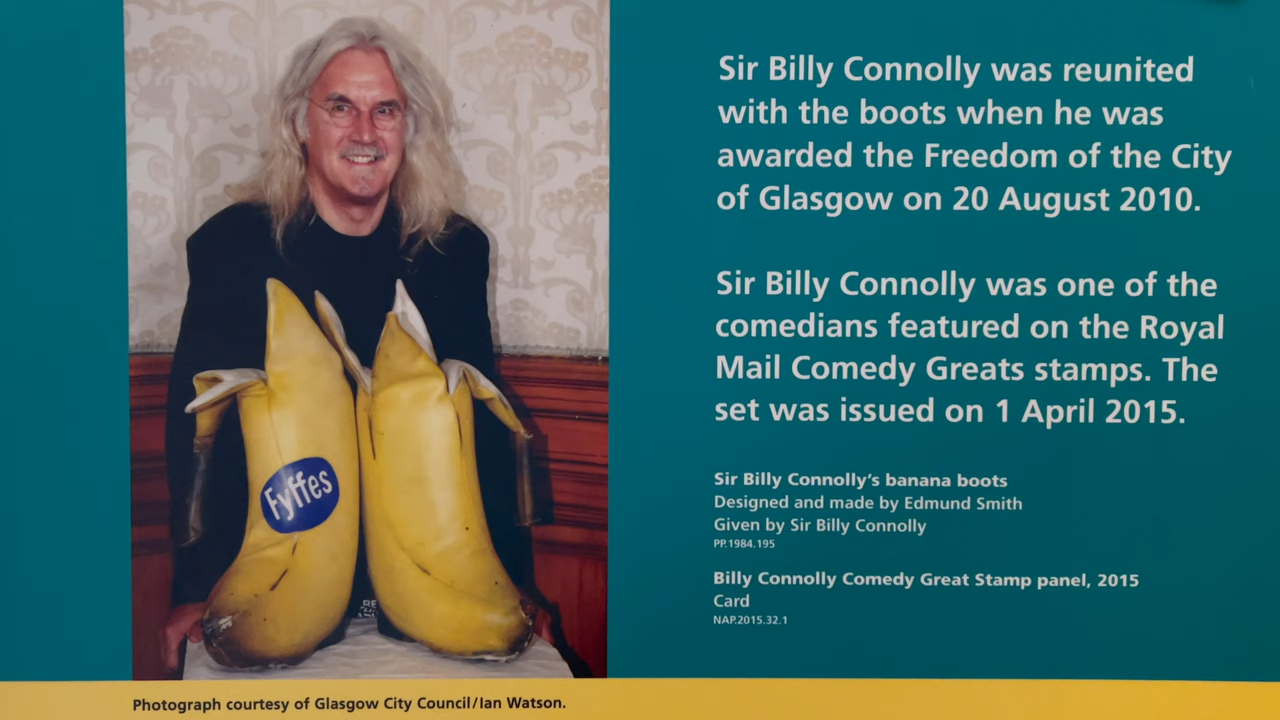 Sir Billy Connolly was reunited
with the boots when he was
awarded the Freedom of the City
of Glasgow on 20 August 2010.
Sir Billy Connolly was one of the
comedians featured on the Royal
Mail Comedy Greats stamps. The
set was issued on 1 April 2015.
Sir Billy Connolly's banana boots
Designed and made by Edmund Smith
Given by Sir Billy Connolly
PP.1984.195
Billy Connolly Comedy Great Stamp panel, 2015
Card
NAP.2015.32.1
Fyffes
Photograph courtesy of Glasgow City Council/Ian Watson.